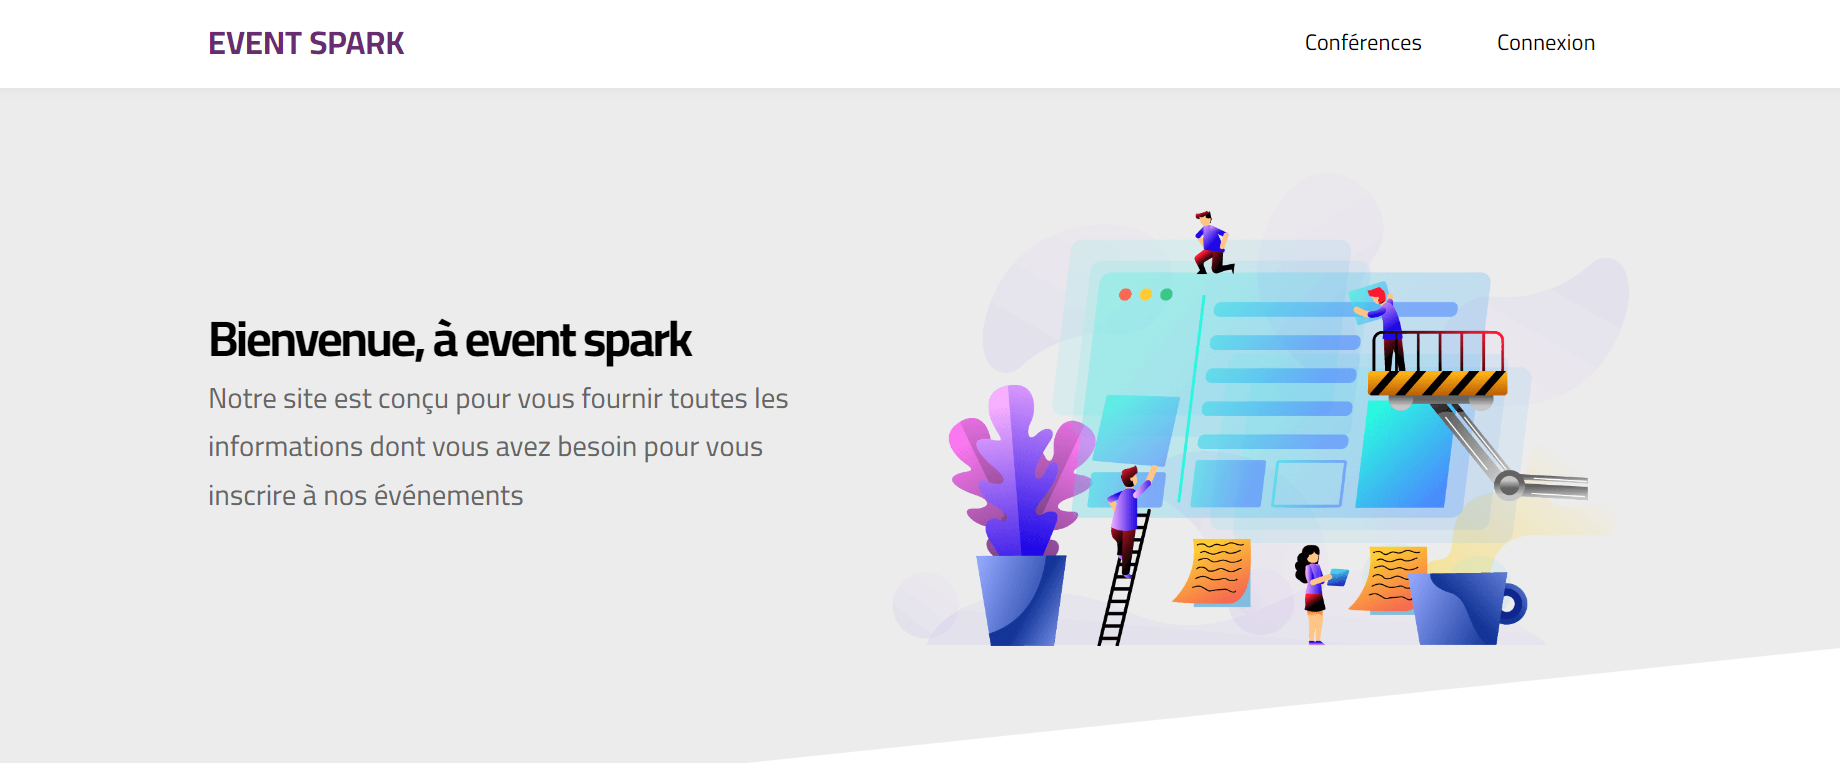 EVENT SPARK
Conférences
Connexion
Bienvenue, à event spark
Notre site est conçu pour vous fournir toutes les
informations dont vous avez besoin pour vous
inscrire à nos événements